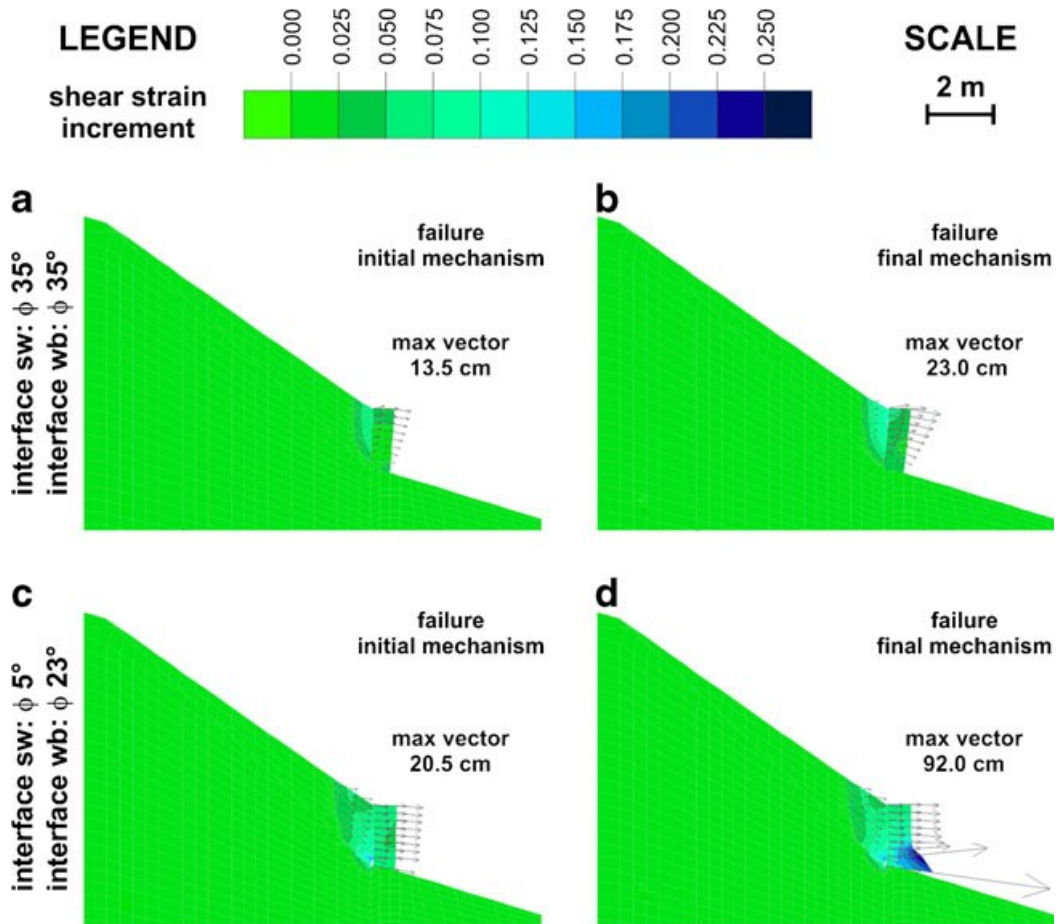 LEGEND
0.000
0.025
0.050
0.075
0.100
0.125
0.150
0.175
0.200
0.225
0.250
SCALE
shear strain
increment
2 m
a
failure
initial mechanism
max vector
13.5 cm
b
failure
final mechanism
max vector
23.0 cm
interface sw: ϕ 35°
interface wb: ϕ 35°
c
failure
initial mechanism
max vector
20.5 cm
d
failure
final mechanism
max vector
92.0 cm
interface sw: ϕ 5°
interface wb: ϕ 23°